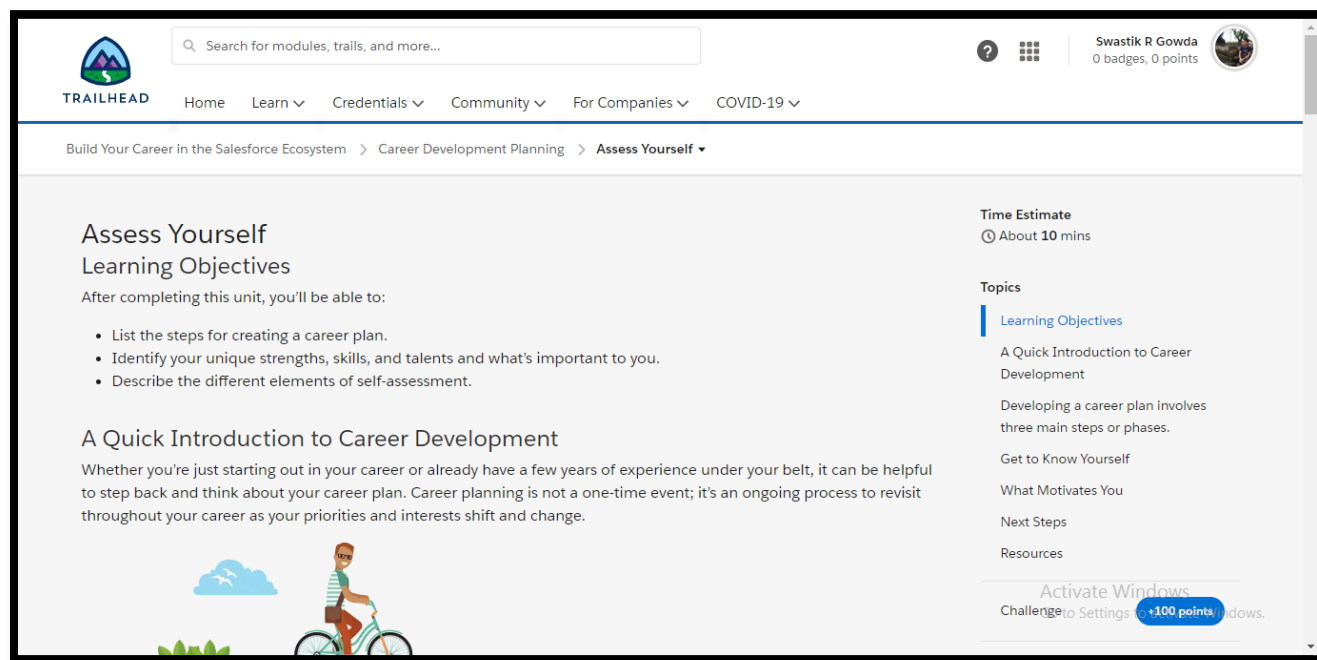 Search for modules, trails, and more...
Swastik R Gowda
0 badges, 0 points
TRAILHEAD
Home Learn Credentials Community For Companies COVID-19
Build Your Career in the Salesforce Ecosystem > Career Development Planning > Assess Yourself
Assess Yourself
Learning Objectives
After completing this unit, you'll be able to:
• List the steps for creating a career plan.
• Identify your unique strengths, skills, and talents and what's important to you.
• Describe the different elements of self-assessment.
A Quick Introduction to Career Development
Whether you're just starting out in your career or already have a few years of experience under your belt, it can be helpful
to step back and think about your career plan. Career planning is not a one-time event; it's an ongoing process to revisit
throughout your career as your priorities and interests shift and change.
Time Estimate
About 10 mins
Topics
Learning Objectives
A Quick Introduction to Career
Development
Developing a career plan involves
three main steps or phases.
Get to Know Yourself
What Motivates You
Next Steps
Resources
Activate Windows
Challenge +100 points
to Settings to Windows.